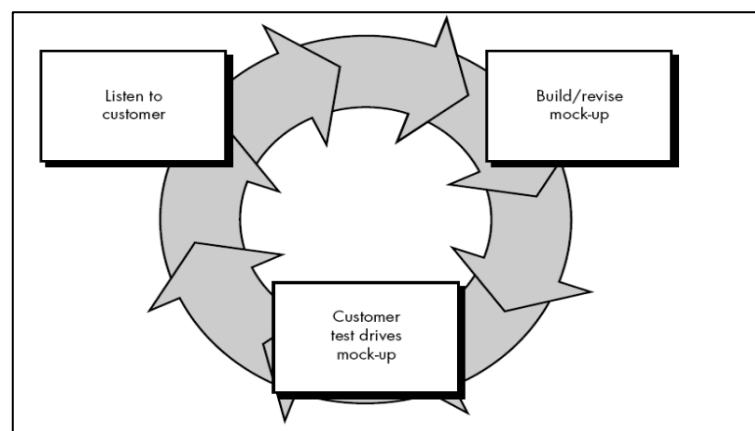 Listen to
customer
Build/revise
mock-up
Customer
test drives
mock-up